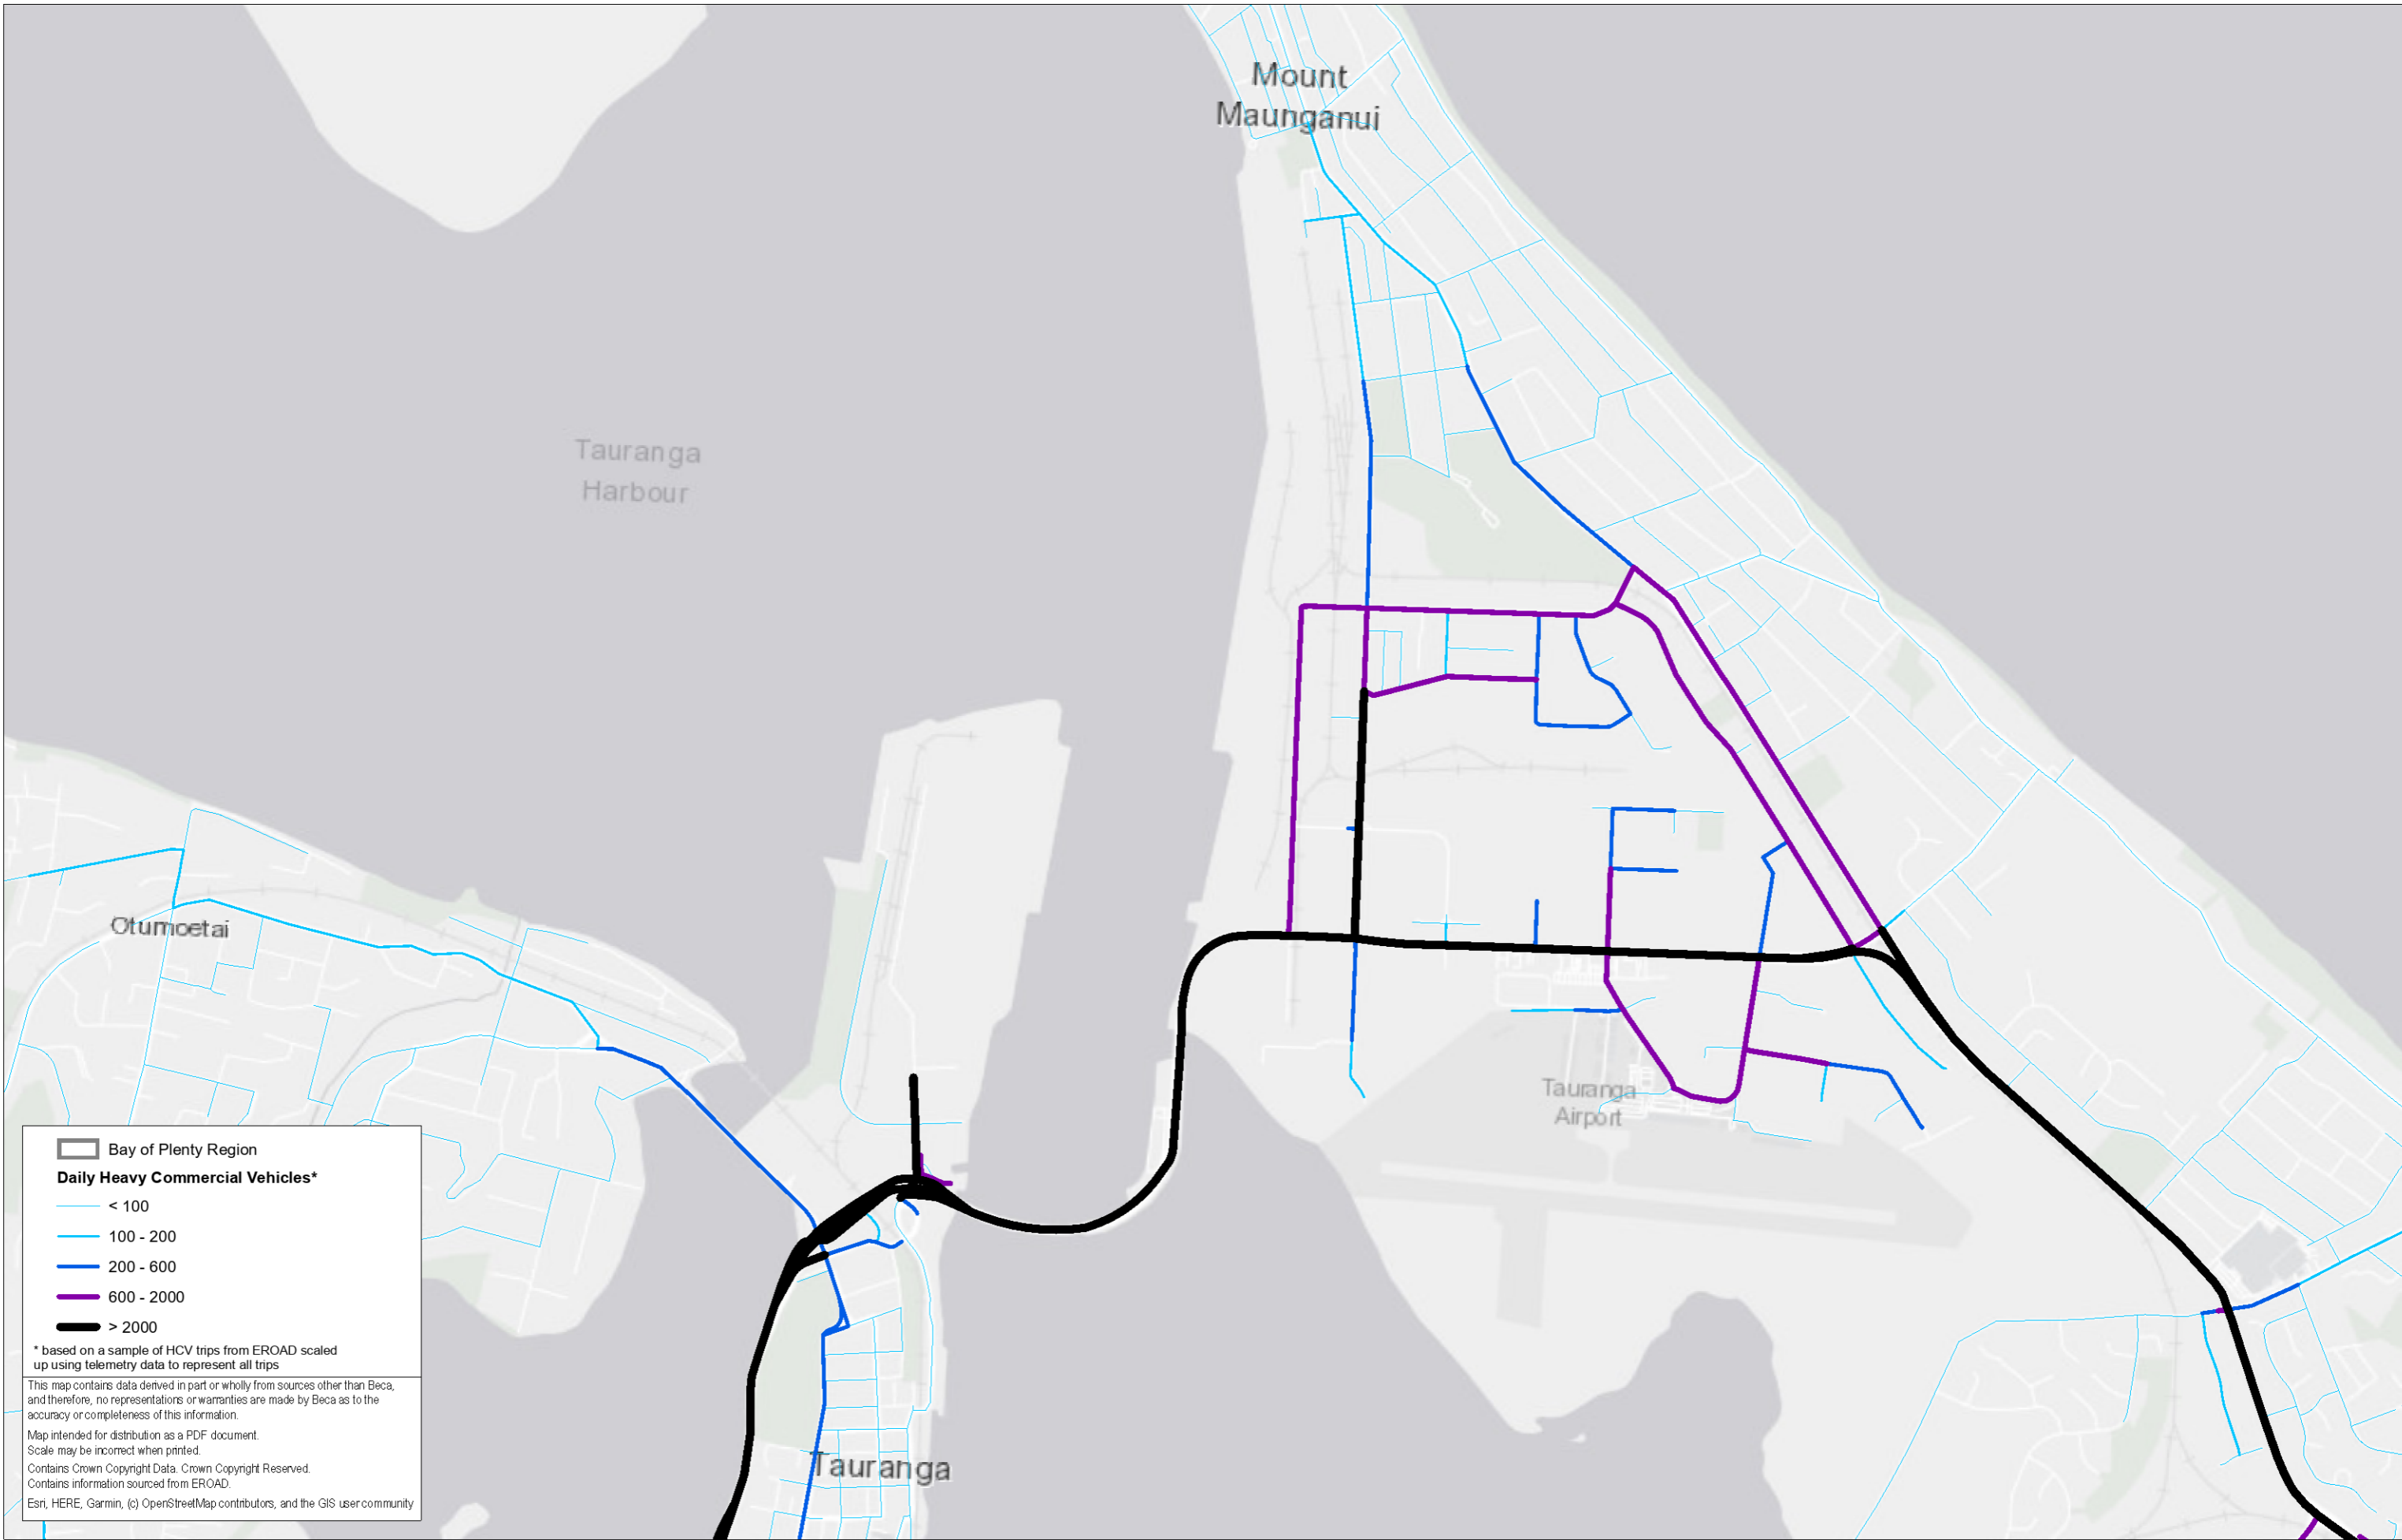 Mount
Maunganui
Tauranga
Harbour
Otumoetai
Tauranga
Airport
Tauranga
Bay of Plenty Region
Daily Heavy Commercial Vehicles*
< 100
100 - 200
200 - 600
600 - 2000
> 2000
* based on a sample of HCV trips from EROAD scaled
up using telemetry data to represent all trips
This map contains data derived in part or wholly from sources other than Beca,
and therefore, no representations or warranties are made by Beca as to the
accuracy or completeness of this information.
Map intended for distribution as a PDF document.
Scale may be incorrect when printed.
Contains Crown Copyright Data. Crown Copyright Reserved.
Contains information sourced from EROAD.
Esri, HERE, Garmin, (c) OpenStreetMap contributors, and the GIS user community